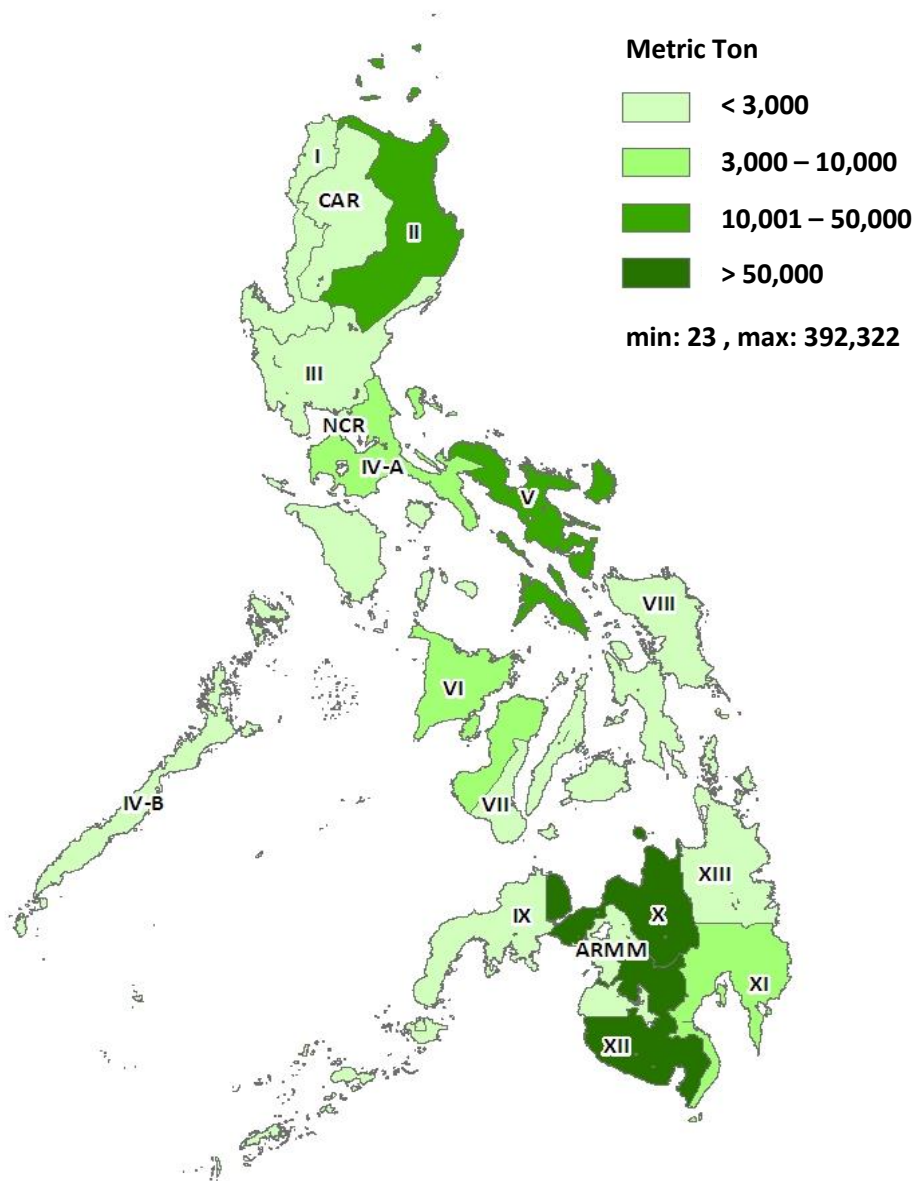 Metric Ton
< 3,000
3,000 – 10,000
10,001 – 50,000
> 50,000
min: 23 , max: 392,322
I
CAR
II
III
NCR
IV-A
V
VIII
VI
IV-B
VII
XIII
IX
X
ARMM
XI
XII